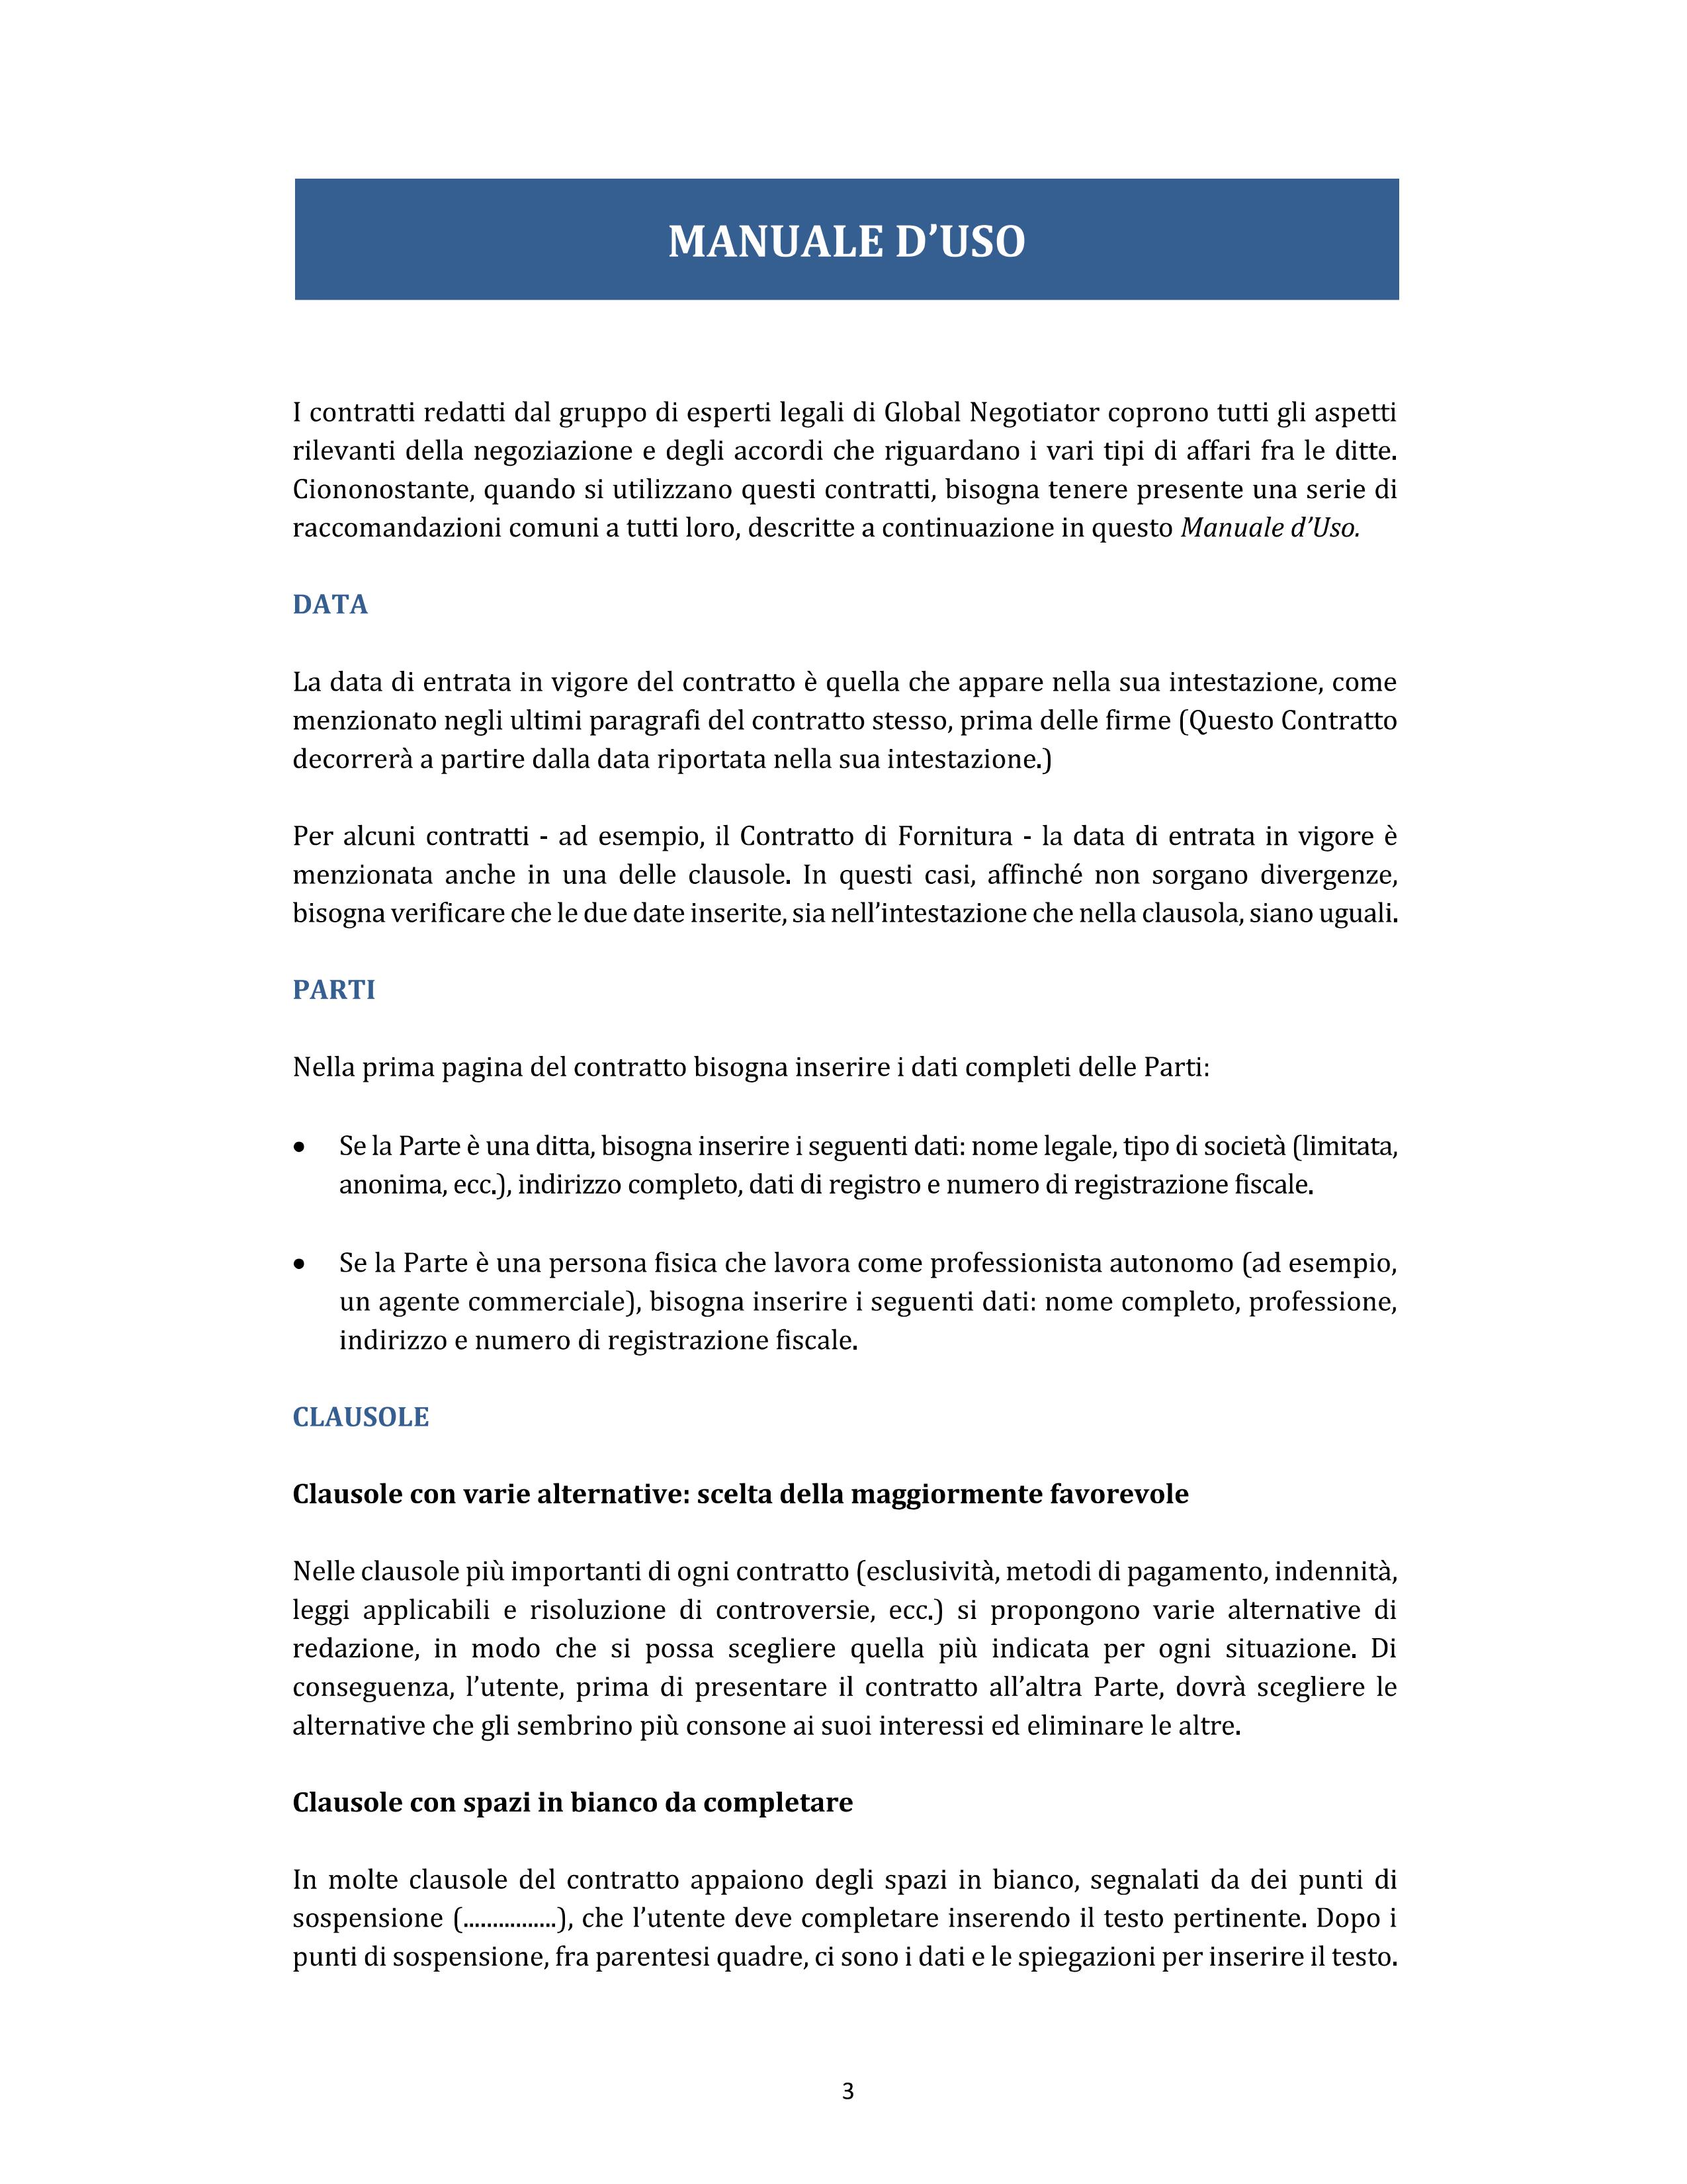 MANUALE D’USO
I contratti redatti dal gruppo di esperti legali di Global Negotiator coprono tutti gli aspetti
rilevanti della negoziazione e degli accordi che riguardano i vari tipi di affari fra le ditte.
Ciononostante, quando si utilizzano questi contratti, bisogna tenere presente una serie di
raccomandazioni comuni a tutti loro, descritte a continuazione in questo Manuale d’Uso.
DATA
La data di entrata in vigore del contratto è quella che appare nella sua intestazione, come
menzionato negli ultimi paragrafi del contratto stesso, prima delle firme (Questo Contratto
decorrerà a partire dalla data riportata nella sua intestazione.)
Per alcuni contratti - ad esempio, il Contratto di Fornitura - la data di entrata in vigore è
menzionata anche in una delle clausole. In questi casi, affinché non sorgano divergenze,
bisogna verificare che le due date inserite, sia nell’intestazione che nella clausola, siano uguali.
PARTI
Nella prima pagina del contratto bisogna inserire i dati completi delle Parti:
• Se la Parte è una ditta, bisogna inserire i seguenti dati: nome legale, tipo di società (limitata,
anonima, ecc.), indirizzo completo, dati di registro e numero di registrazione fiscale.
• Se la Parte è una persona fisica che lavora come professionista autonomo (ad esempio,
un agente commerciale), bisogna inserire i seguenti dati: nome completo, professione,
indirizzo e numero di registrazione fiscale.
CLAUSOLE
Clausole con varie alternative: scelta della maggiormente favorevole
Nelle clausole più importanti di ogni contratto (esclusività, metodi di pagamento, indennità,
leggi applicabili e risoluzione di controversie, ecc.) si propongono varie alternative di
redazione, in modo che si possa scegliere quella più indicata per ogni situazione. Di
conseguenza, l’utente, prima di presentare il contratto all’altra Parte, dovrà scegliere le
alternative che gli sembrino più consone ai suoi interessi ed eliminare le altre.
Clausole con spazi in bianco da completare
In molte clausole del contratto appaiono degli spazi in bianco, segnalati da dei punti di
sospensione (................), che l’utente deve completare inserendo il testo pertinente. Dopo i
punti di sospensione, fra parentesi quadre, ci sono i dati e le spiegazioni per inserire il testo.
3